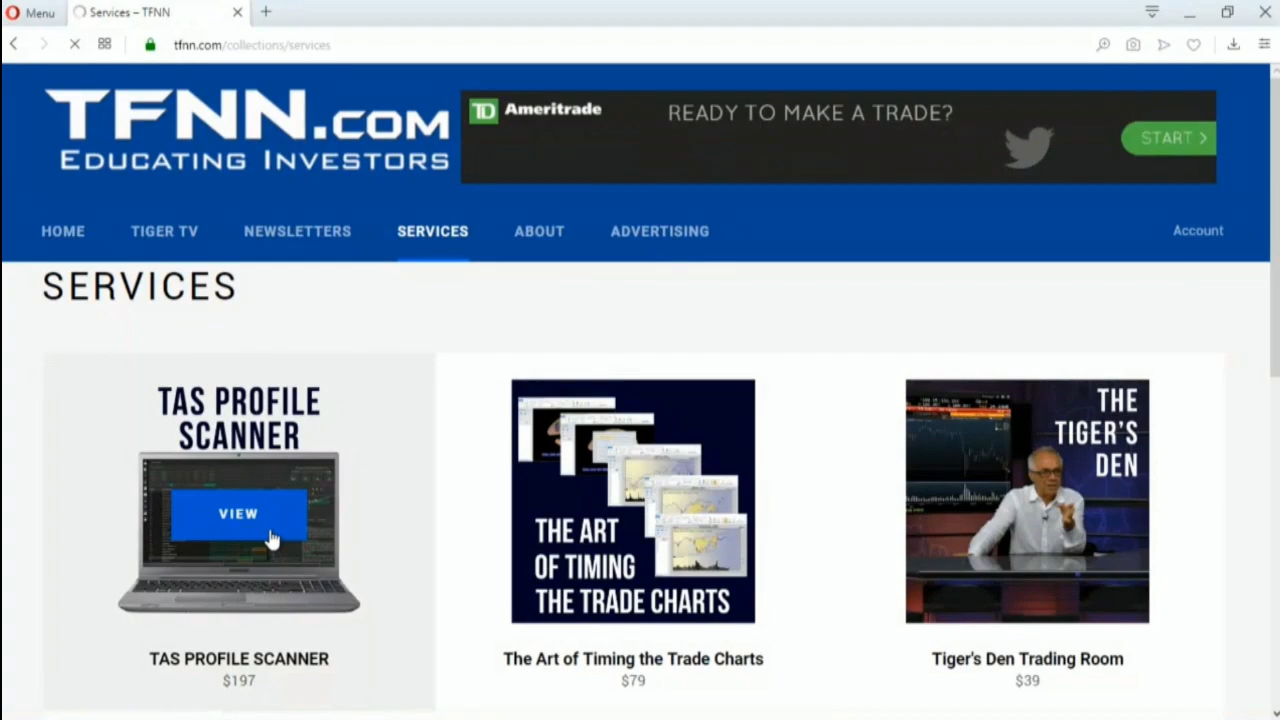 Menu
Services – TFNN
tfnn.com/collections/services
TFNN.COM
EDUCATING INVESTORS
TD Ameritrade
READY TO MAKE A TRADE?
START >
HOME
TIGER TV
NEWSLETTERS
SERVICES
ABOUT
ADVERTISING
Account
SERVICES
TAS PROFILE
SCANNER
VIEW
TAS PROFILE SCANNER
$197
THE ART
OF TIMING
THE TRADE CHARTS
The Art of Timing the Trade Charts
$79
THE
TIGER'S
DEN
Tiger's Den Trading Room
$39